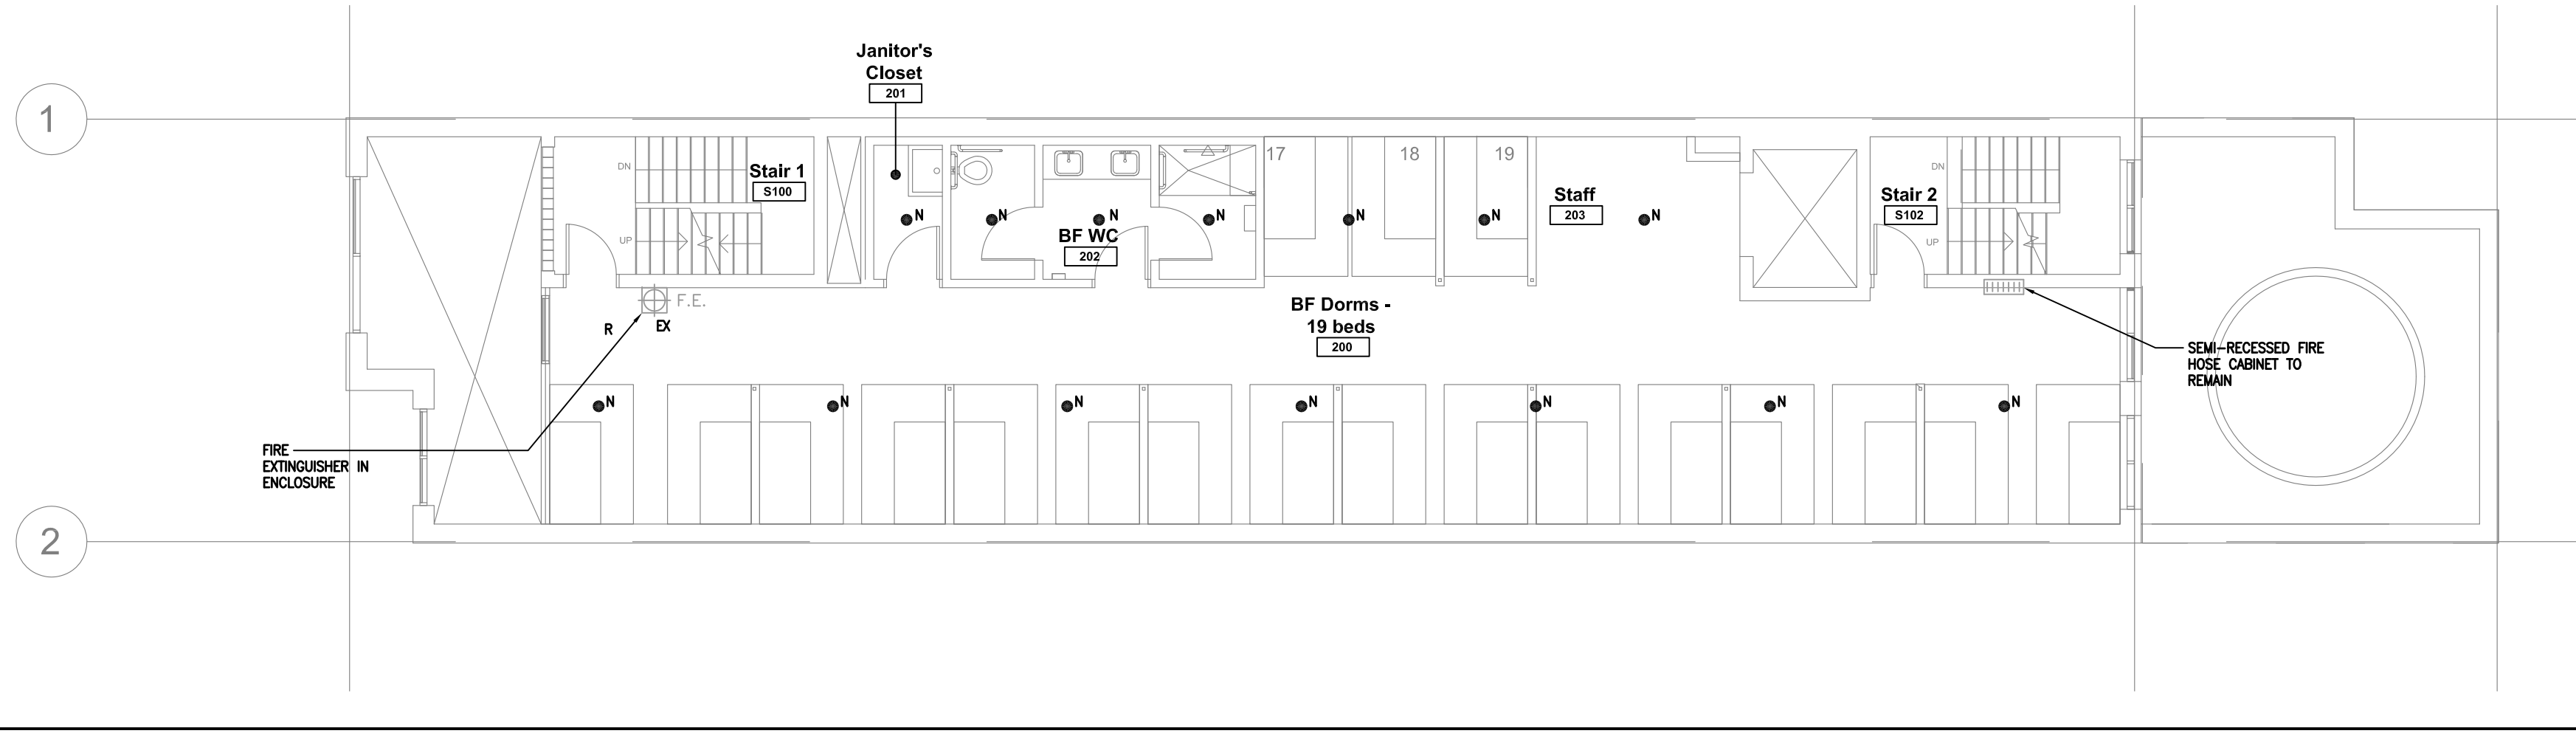 Janitor's
Closet
201
1
DN
UP
Stair 1
S100
N
N
N
N
BF WC
202
17
18
19
N
N
Staff
203
N
Stair 2
S102
DN
UP
F.E.
R
EX
BF Dorms -
19 beds
200
SEMI-RECESSED FIRE
HOSE CABINET TO
REMAIN
N
N
N
N
N
N
N
FIRE
EXTINGUISHER IN
ENCLOSURE
2